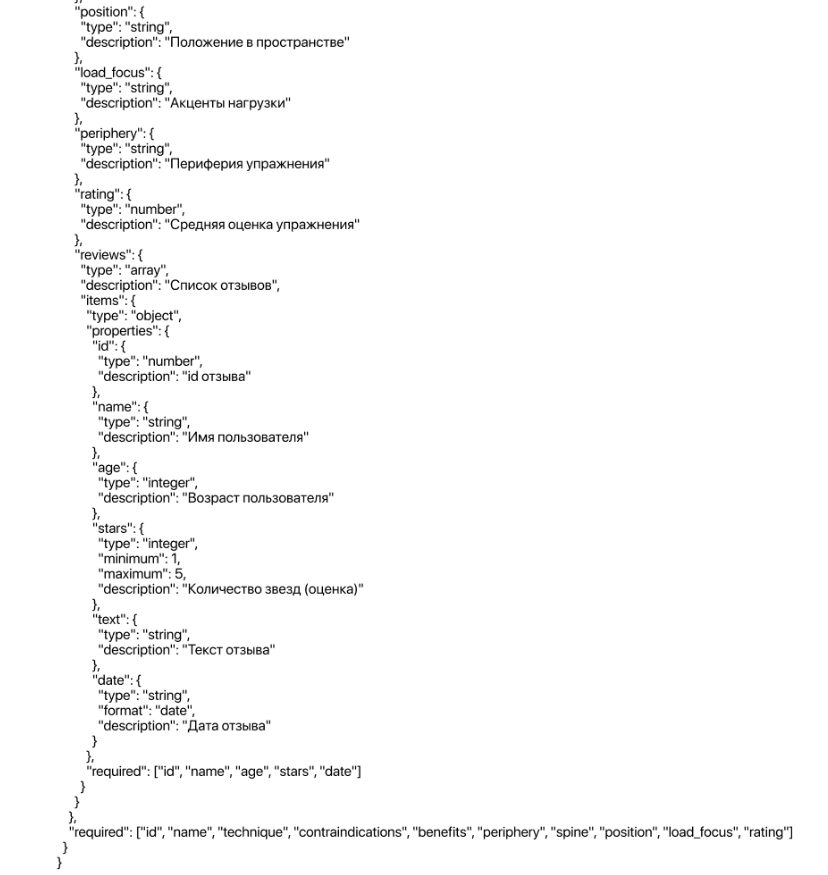 },
"position": {
"type": "string",
"description": "Положение в пространстве"
},
"load_focus": {
"type": "string",
"description": "Акценты нагрузки"
},
"periphery": {
"type": "string",
"description": "Периферия упражнения"
},
"rating": {
"type": "number",
"description": "Средняя оценка упражнения"
},
"reviews": {
"type": "array",
"description": "Список отзывов",
"items": {
"type": "object",
"properties": {
"id": {
"type": "number",
"description": "id отзыва"
},
"name": {
"type": "string",
"description": "Имя пользователя"
},
"age": {
"type": "integer",
"description": "Возраст пользователя"
},
"stars": {
"type": "integer",
"minimum": 1,
"maximum": 5,
"description": "Количество звезд (оценка)"
},
"text": {
"type": "string",
"description": "Текст отзыва"
},
"date": {
"type": "string",
"format": "date",
"description": "Дата отзыва"
}
},
"required": ["id", "name", "age", "stars", "date"]
}
}
},
"required": ["id", "name", "technique", "contraindications", "benefits", "periphery", "spine", "position", "load_focus", "rating"]
}
}